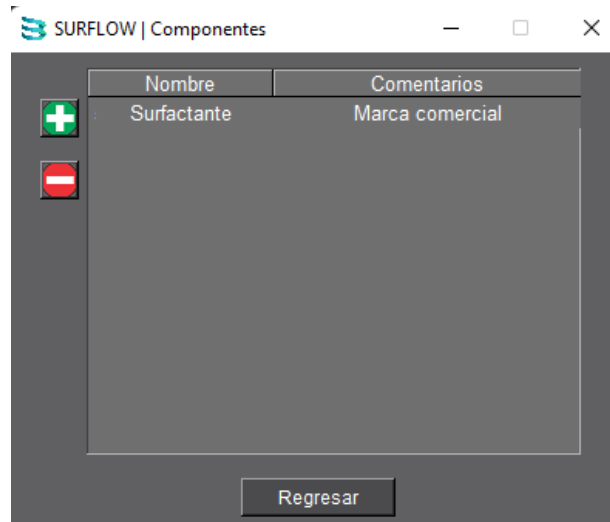 SURFLOW | Componentes
Nombre Comentarios
Surfactante Marca comercial
Regresar